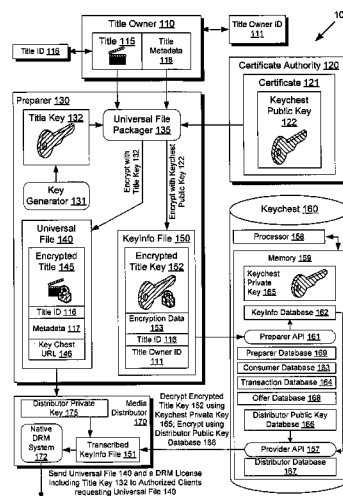 10
Title Owner 110
Title 115
Title Metadata 118
Title Owner ID 111
Title ID 116
Certificate Authority 120
Certificate 121
Keychest Public Key 122
Preparer 130
Title Key 132
Universal File Packager 135
Key Generator 131
Encrypt with Title Key 132
Encrypt with Keychest Public Key 122
Universal File 140
Encrypted Title 145
Title ID 116
Metadata 117
Key Chest URL 146
KeyInfo File 150
Encrypted Title Key 152
Encryption Data 153
Title ID 116
Title Owner ID 111
Keychest 160
Processor 158
Memory 159
Keychest Private Key 165
KeyInfo Database 162
Preparer API 161
Preparer Database 169
Consumer Database 163
Transaction Database 164
Offer Database 168
Distributor Public Key Database 166
Provider API 157
Distributor Database 167
Decrypt Encrypted Title Key 152 using Keychest Private Key 165; Encrypt using Distributor Public Key Database 166
Distributor Private Key 175
Media Distributor 170
Native DRM System 172
Transcribed KeyInfo File 151
Send Universal File 140 and a DRM License Including Title Key 132 to Authorized Clients requesting Universal File 140